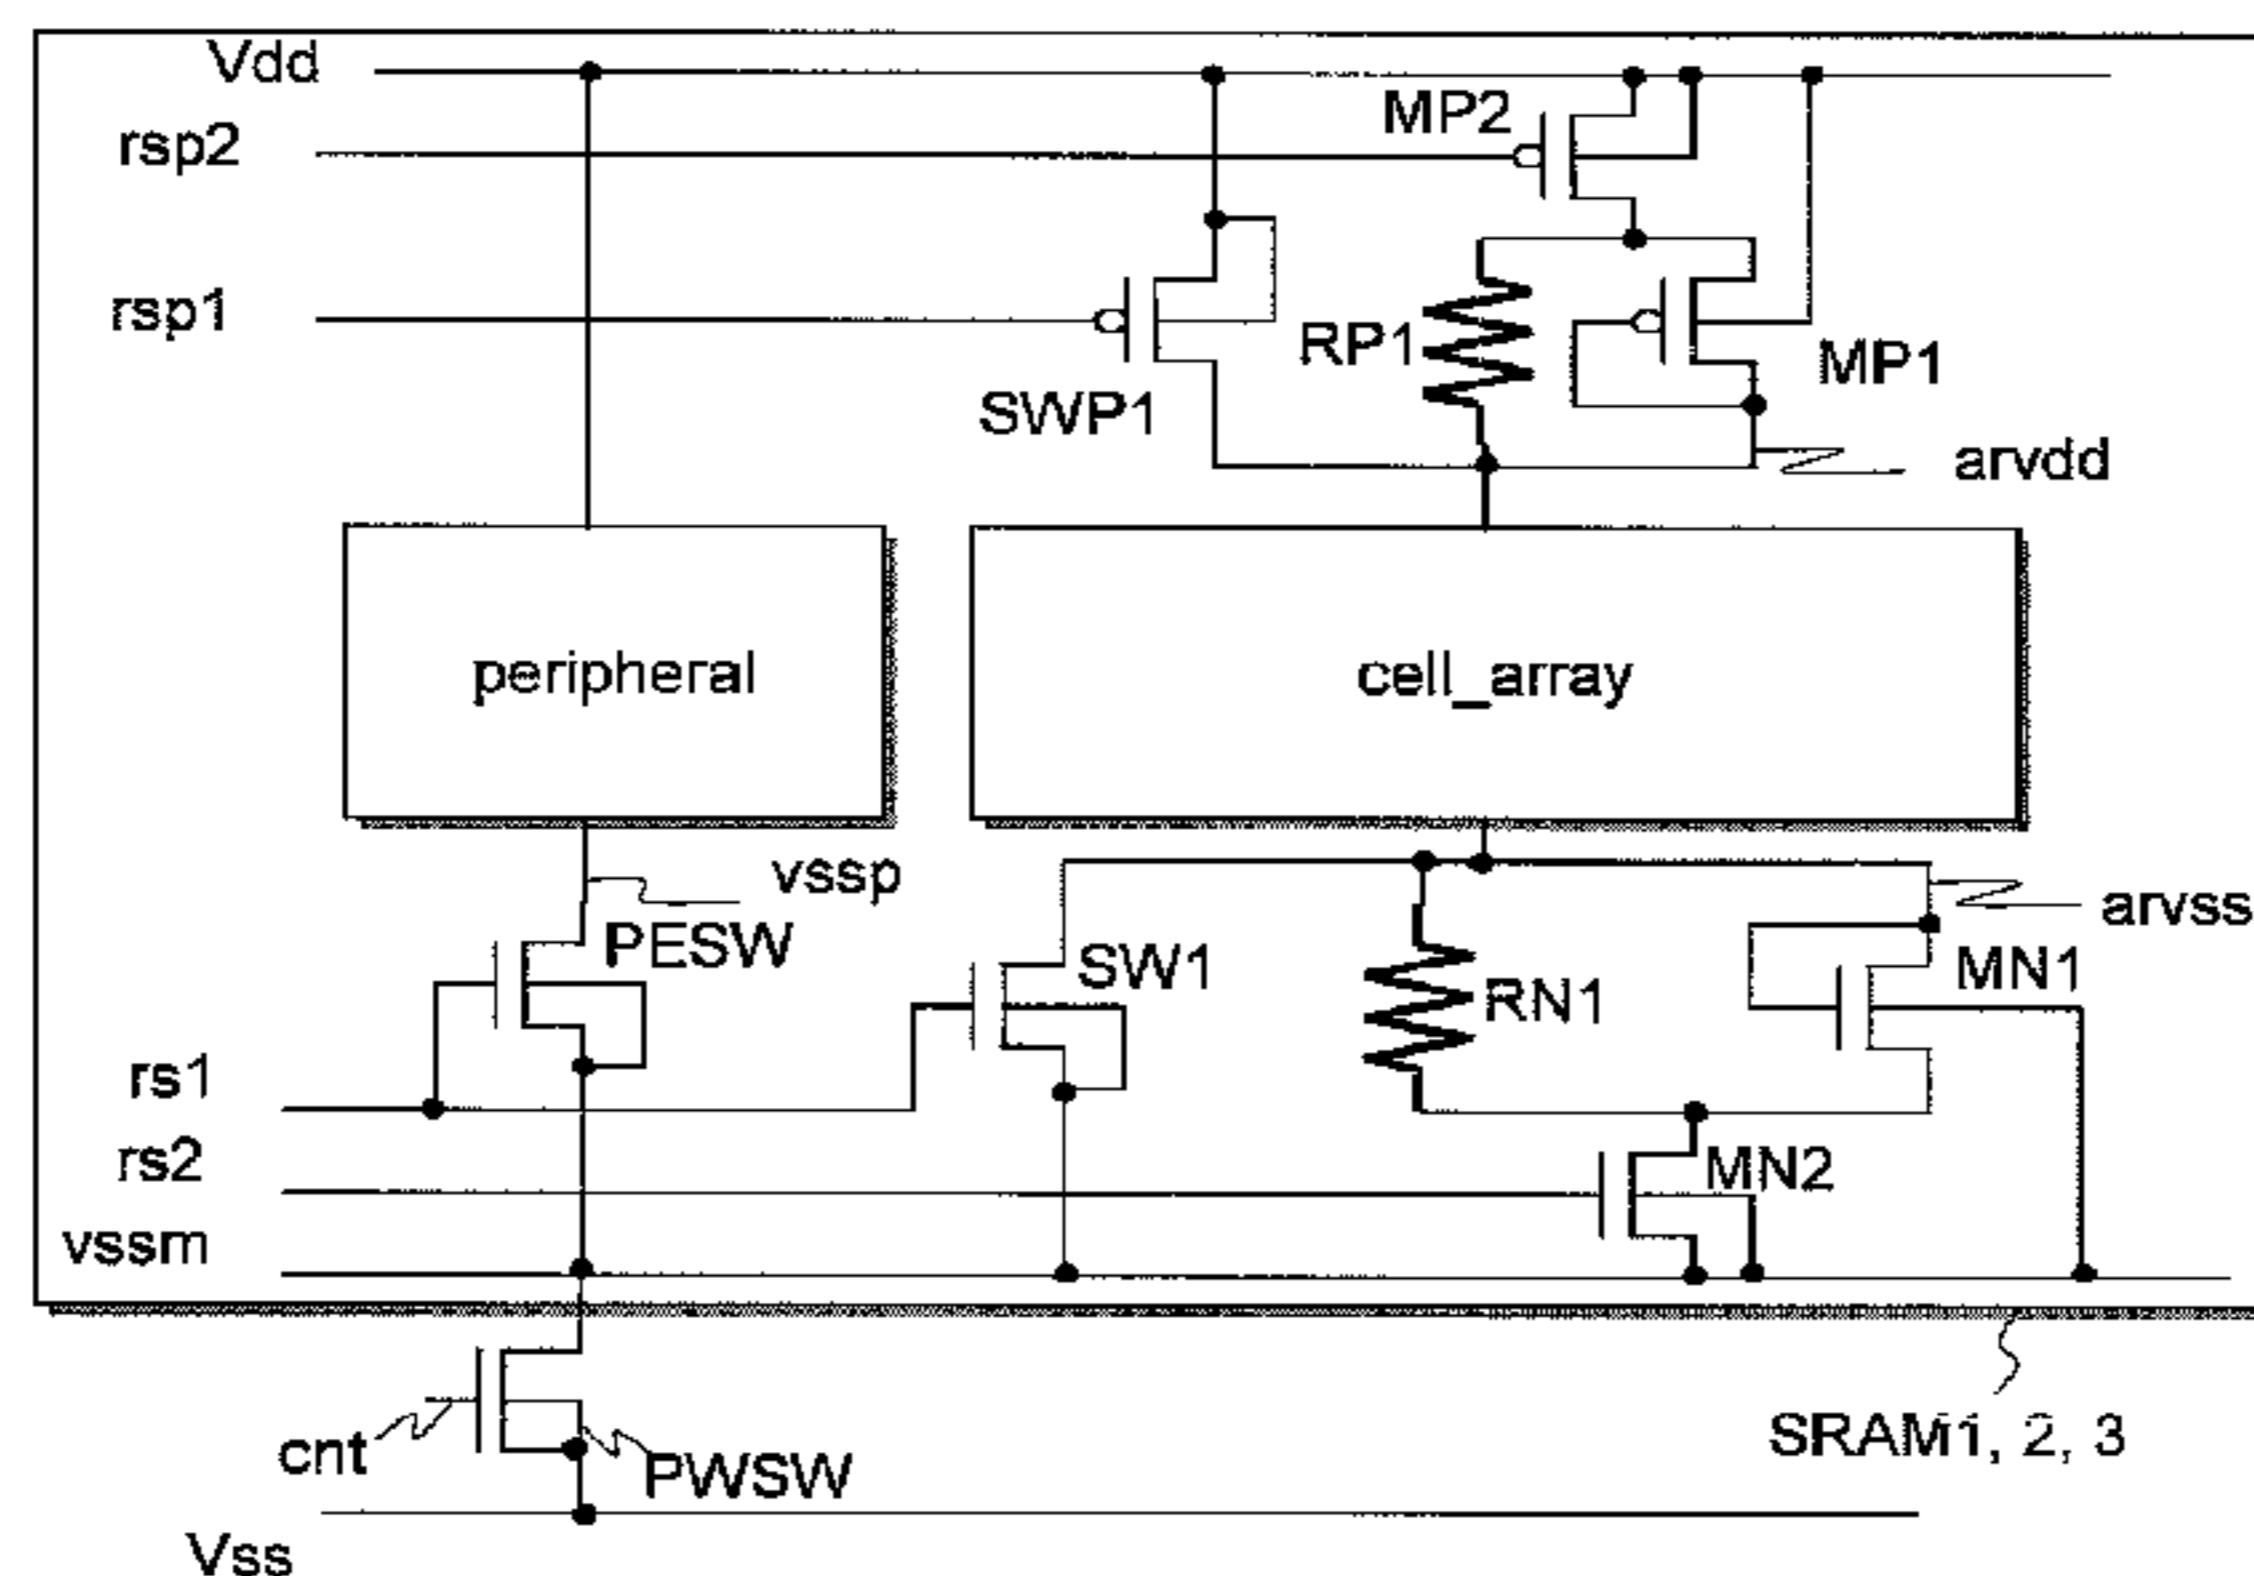 Vdd
MP2
rsp2
rsp1
RP1
MP1
SWP1
arvdd
peripheral
cell_array
vssp
arvss
PESW
SW1
MN1
RN1
rs1
rs2
MN2
vssm
cnt
PWSW
SRAM1, 2, 3
Vss